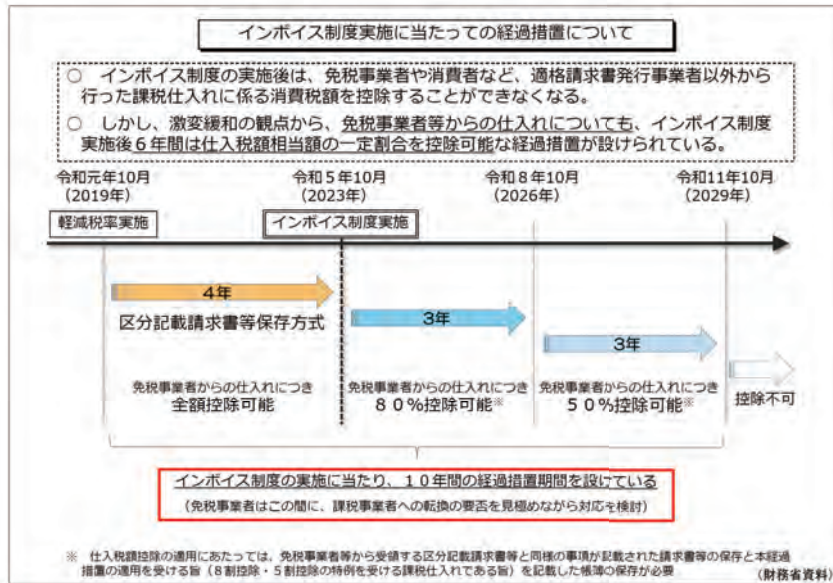 インボイス制度実施に当たっての経過措置について
○ インボイス制度の実施後は、免税事業者や消費者など、適格請求書発行事業者以外から
行った課税仕入れに係る消費税額を控除することができなくなる。
○ しかし、激変緩和の観点から、免税事業者等からの仕入れについても、インボイス制度
実施後６年間は仕入税額相当額の一定割合を控除可能な経過措置が設けられている。
令和元年10月 令和５年10月 令和８年10月 令和11年10月
（2019年） （2023年） （2026年） （2029年）
軽減税率実施 インボイス制度実施
4年
区分記載請求書等保存方式
3年
3年
免税事業者からの仕入れにつき 免税事業者からの仕入れにつき 免税事業者からの仕入れにつき 控除不可
全額控除可能 ８０％控除可能※ ５０％控除可能※
インボイス制度の実施に当たり、１０年間の経過措置期間を設けている
（免税事業者はこの間に、課税事業者への転換の要否を見極めながら対応を検討）
※ 仕入税額控除の適用にあたっては、免税事業者等から受領する区分記載請求書等と同様の事項が記載された請求書等の保存と本経過
措置の適用を受ける旨（８割控除・５割控除の特例を受ける課税仕入れである旨）を記載した帳簿の保存が必要
（財務省資料）